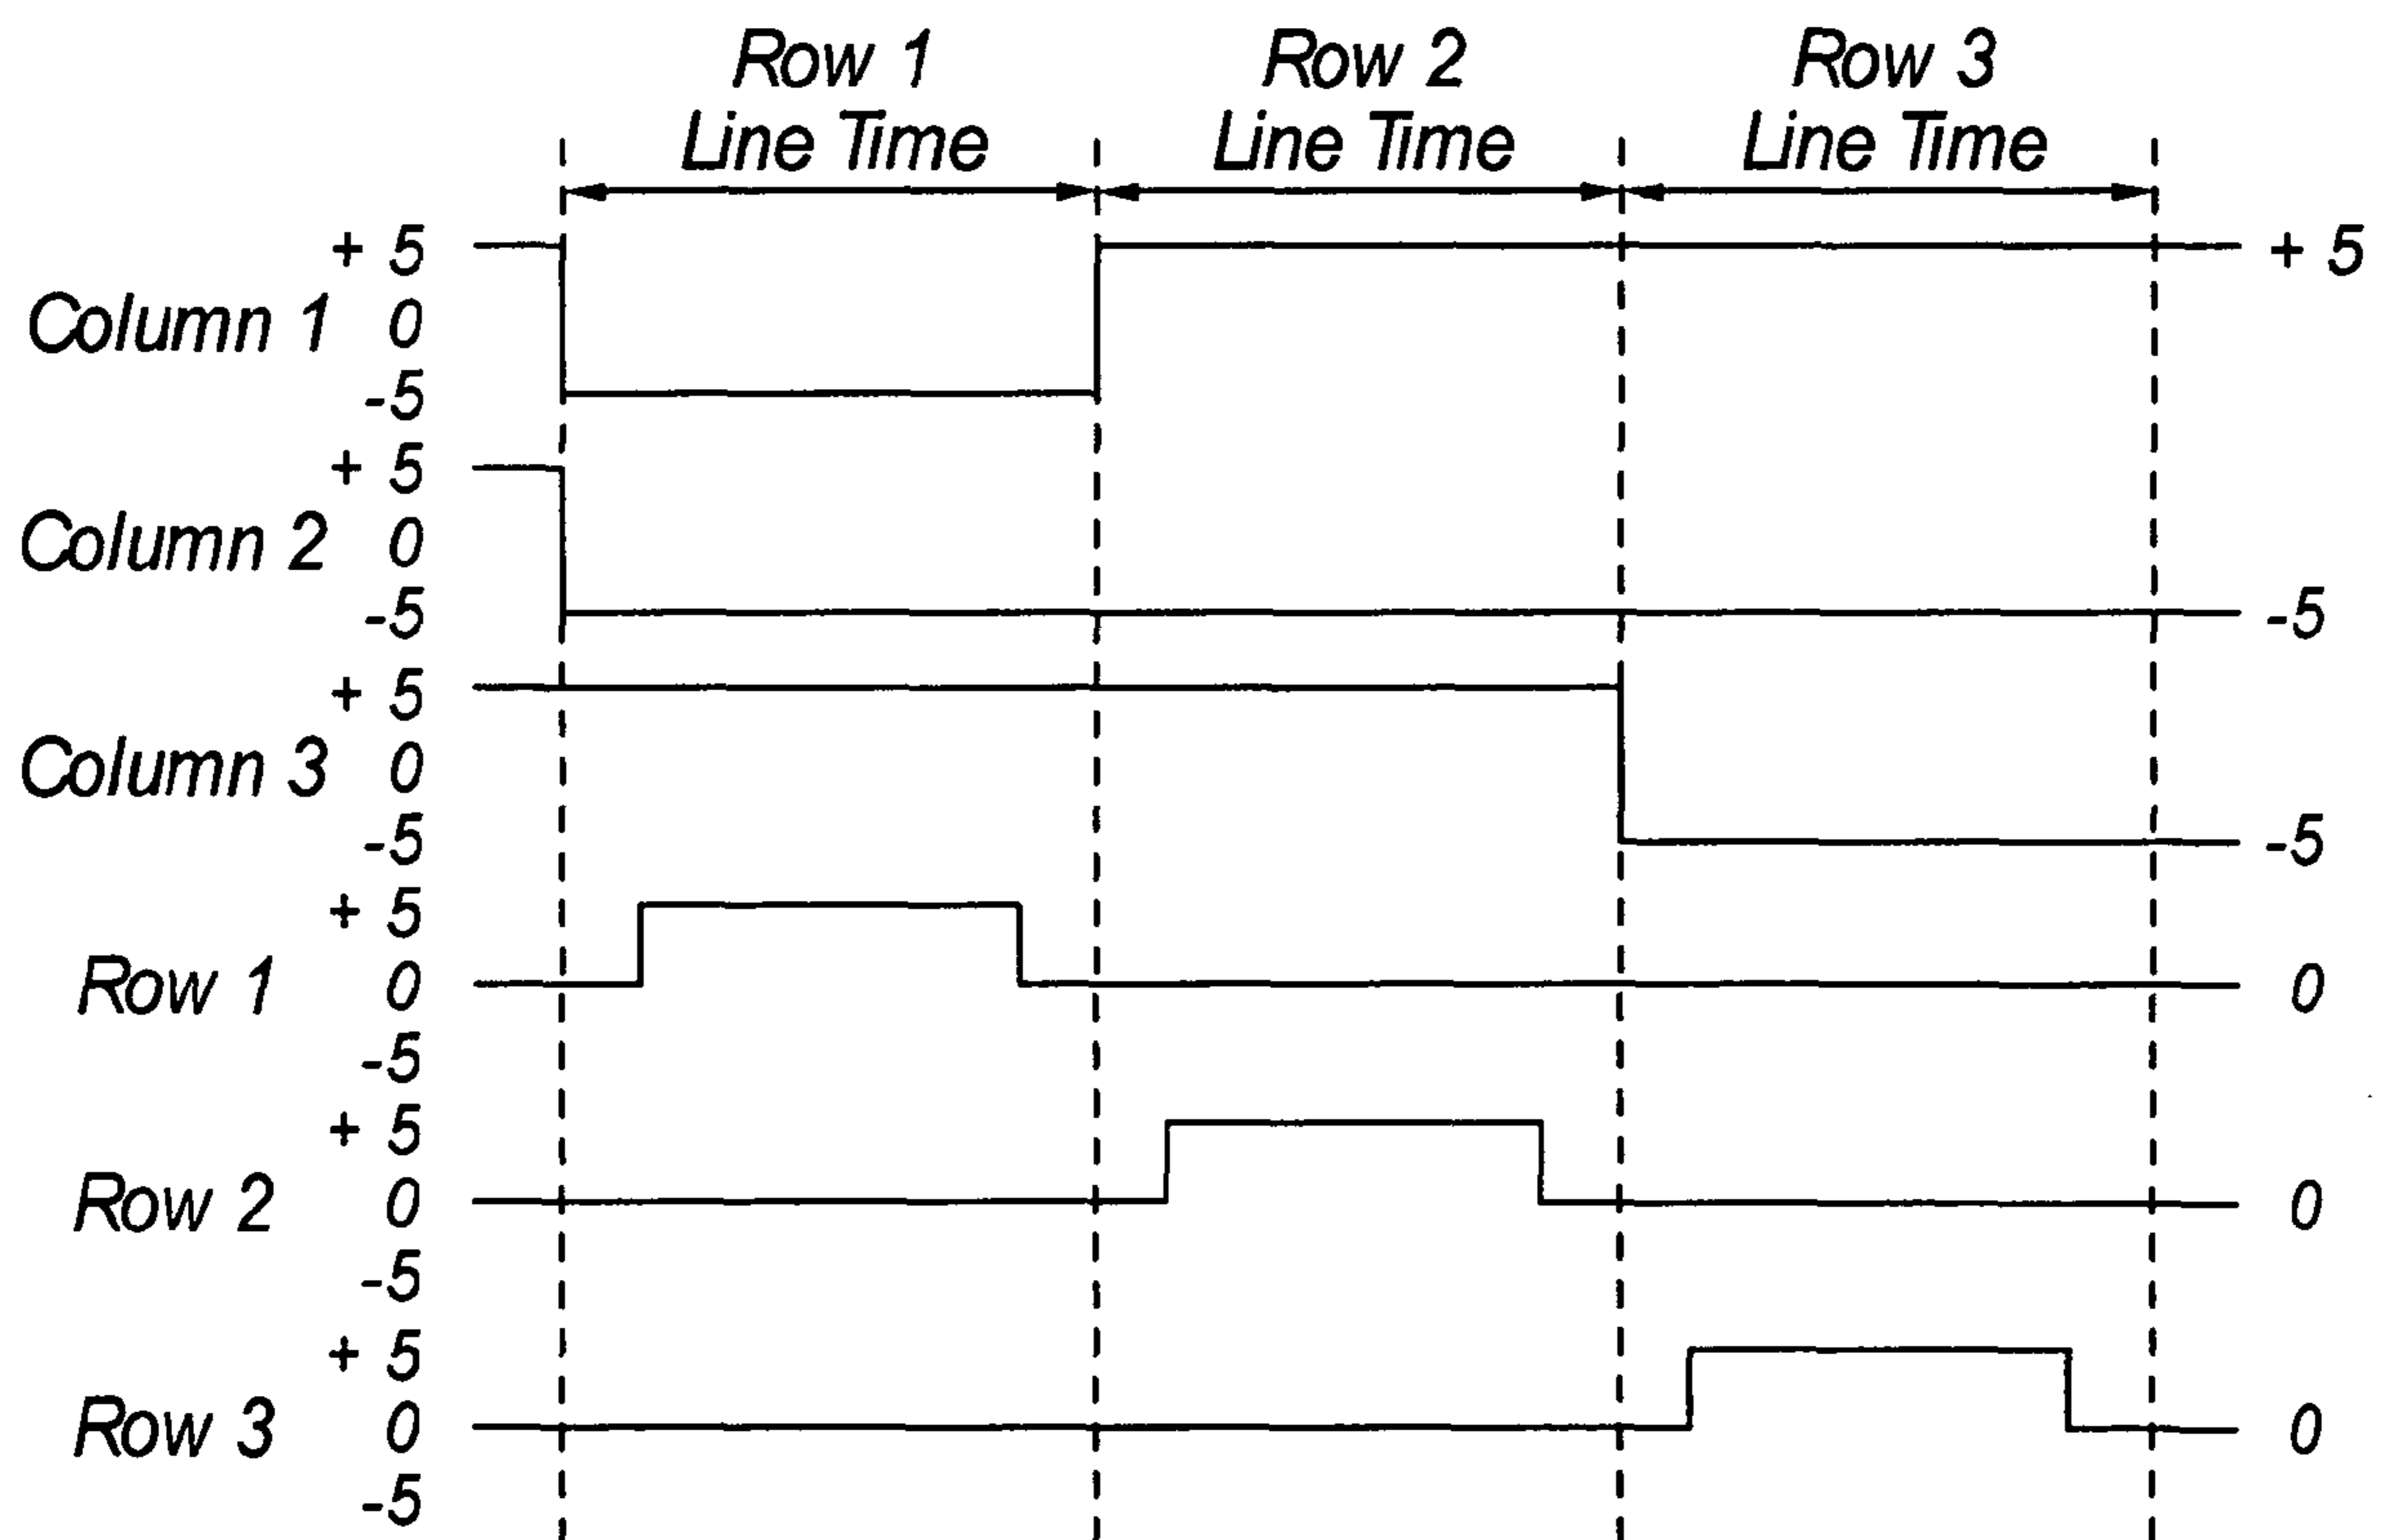 Row 1 Row 2 Row 3
Line Time Line Time Line Time
+ 5 + 5
Column 1 0
-5
+ 5
Column 2 0
-5 -5
+ 5
Column 3 0
-5 -5
+ 5
Row 1 0 0
-5
+ 5
Row 2 0 0
-5
+ 5
Row 3 0 0
-5